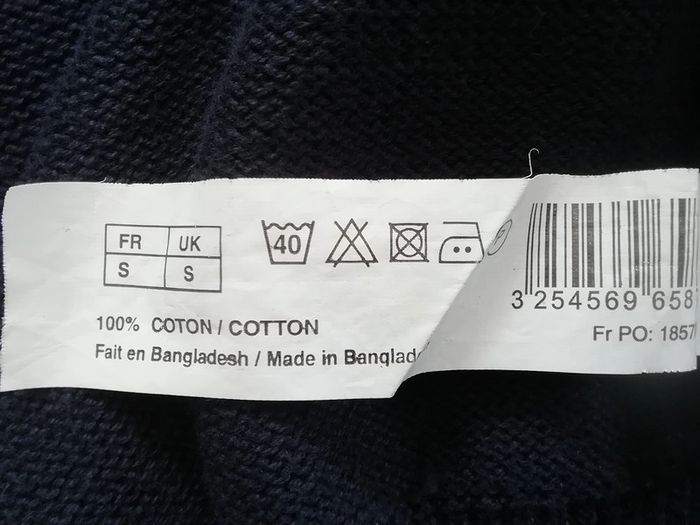 FR UK
S S
40
100% COTON / COTTON
Fait en Bangladesh / Made in Banglad
3 254569 658
Fr PO: 1857